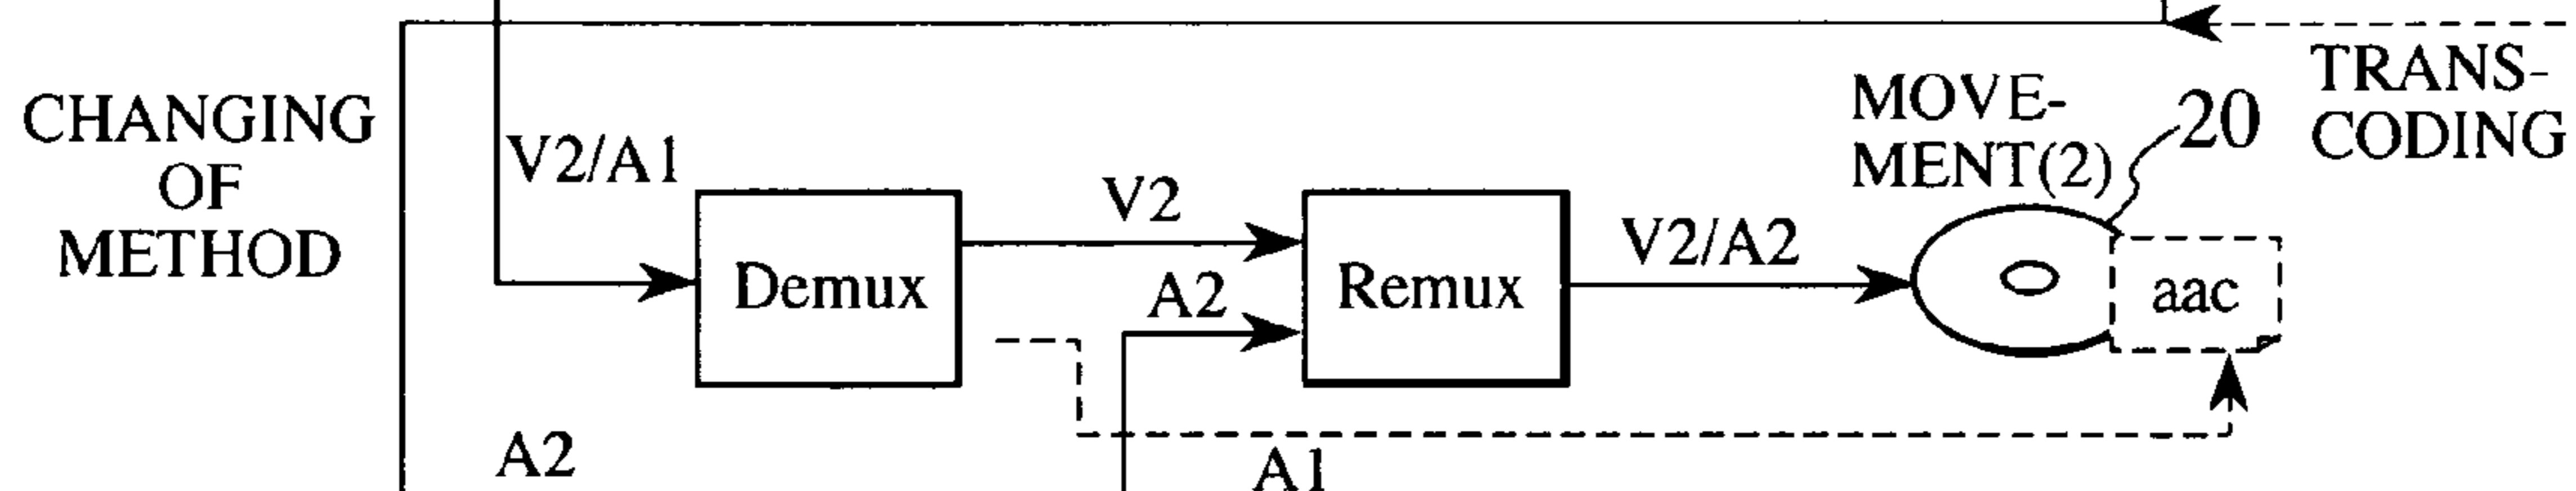 CHANGING
OF
METHOD
V2/A1
Demux
V2
A2
Remux
V2/A2
MOVE-
MENT(2)
20
TRANS-
CODING
aac
A2
A1